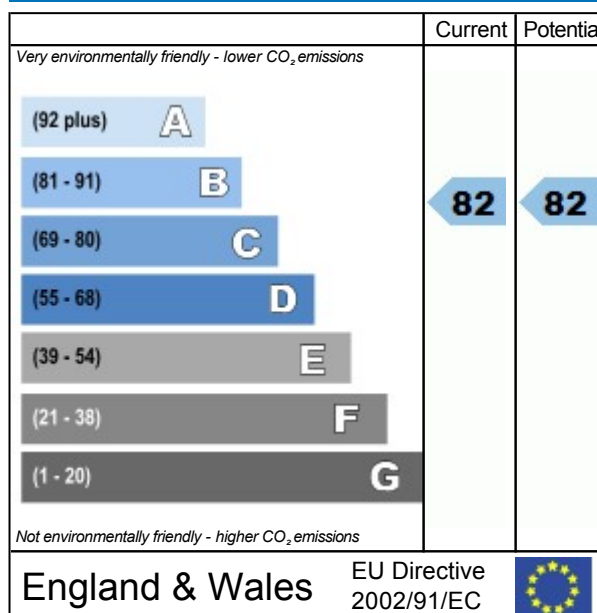 Current Potentia
Very environmentally friendly - lower CO₂ emissions
(92 plus) A
(81 - 91) B
82 82
(69 - 80) C
(55 - 68) D
(39 - 54) E
(21 - 38) F
(1 - 20) G
Not environmentally friendly - higher CO₂ emissions
England & Wales
EU Directive
2002/91/EC